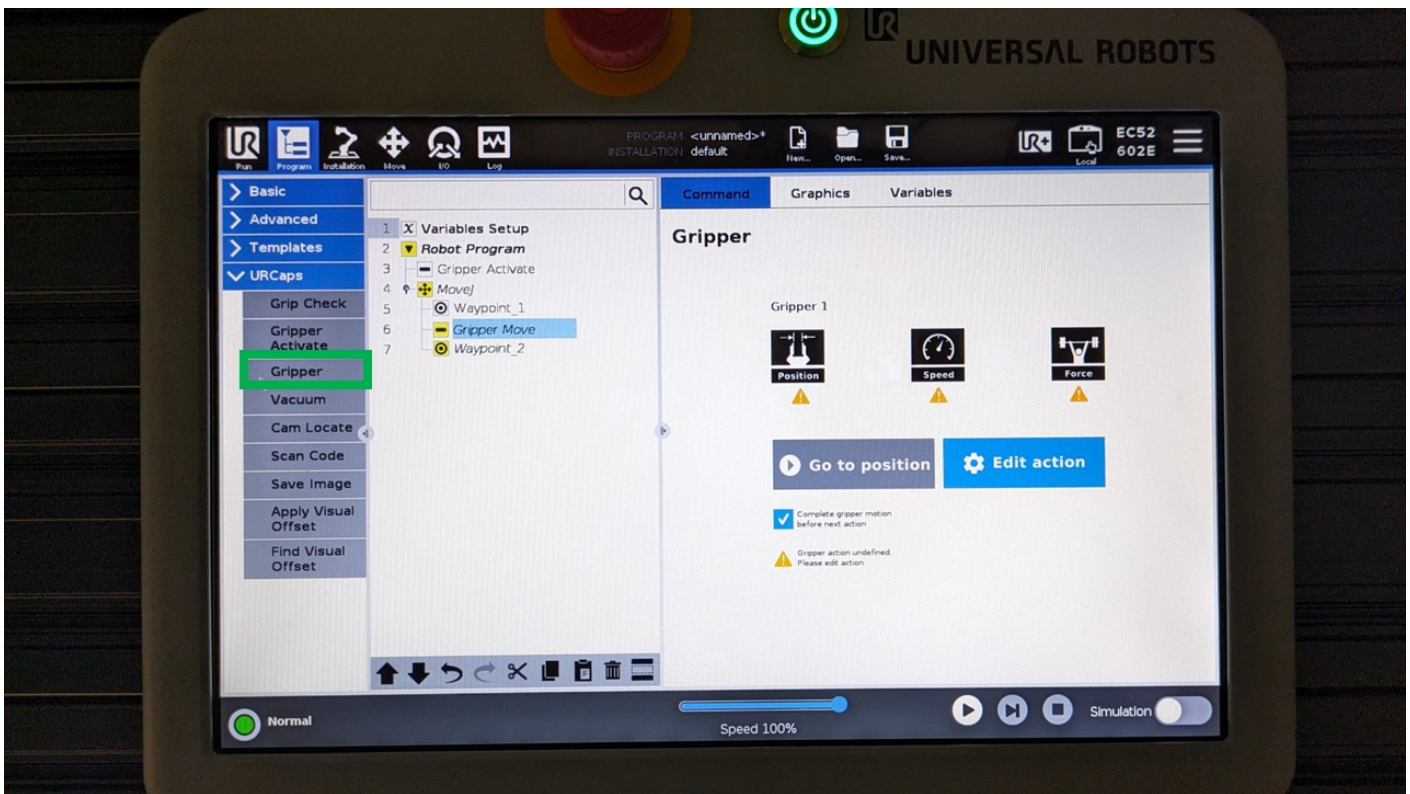 UR
UNIVERSAL ROBOTS
UR
Run
Program
Installation
Move
I/O
Log
PROGRAM <unnamed>*
INSTALLATION default
New...
Open...
Save...
UR+
Local
EC52
602E
Basic
Advanced
Templates
URCaps
Grip Check
Gripper
Activate
Gripper
Vacuum
Cam Locate
Scan Code
Save Image
Apply Visual
Offset
Find Visual
Offset
1 X Variables Setup
2 Robot Program
3 Gripper Activate
4 MoveJ
5 Waypoint_1
6 Gripper Move
7 Waypoint_2
Command Graphics Variables
Gripper
Gripper 1
Position Speed Force
Go to position Edit action
Complete gripper motion
before next action
Gripper action undefined.
Please edit action.
Normal
Speed 100%
Simulation